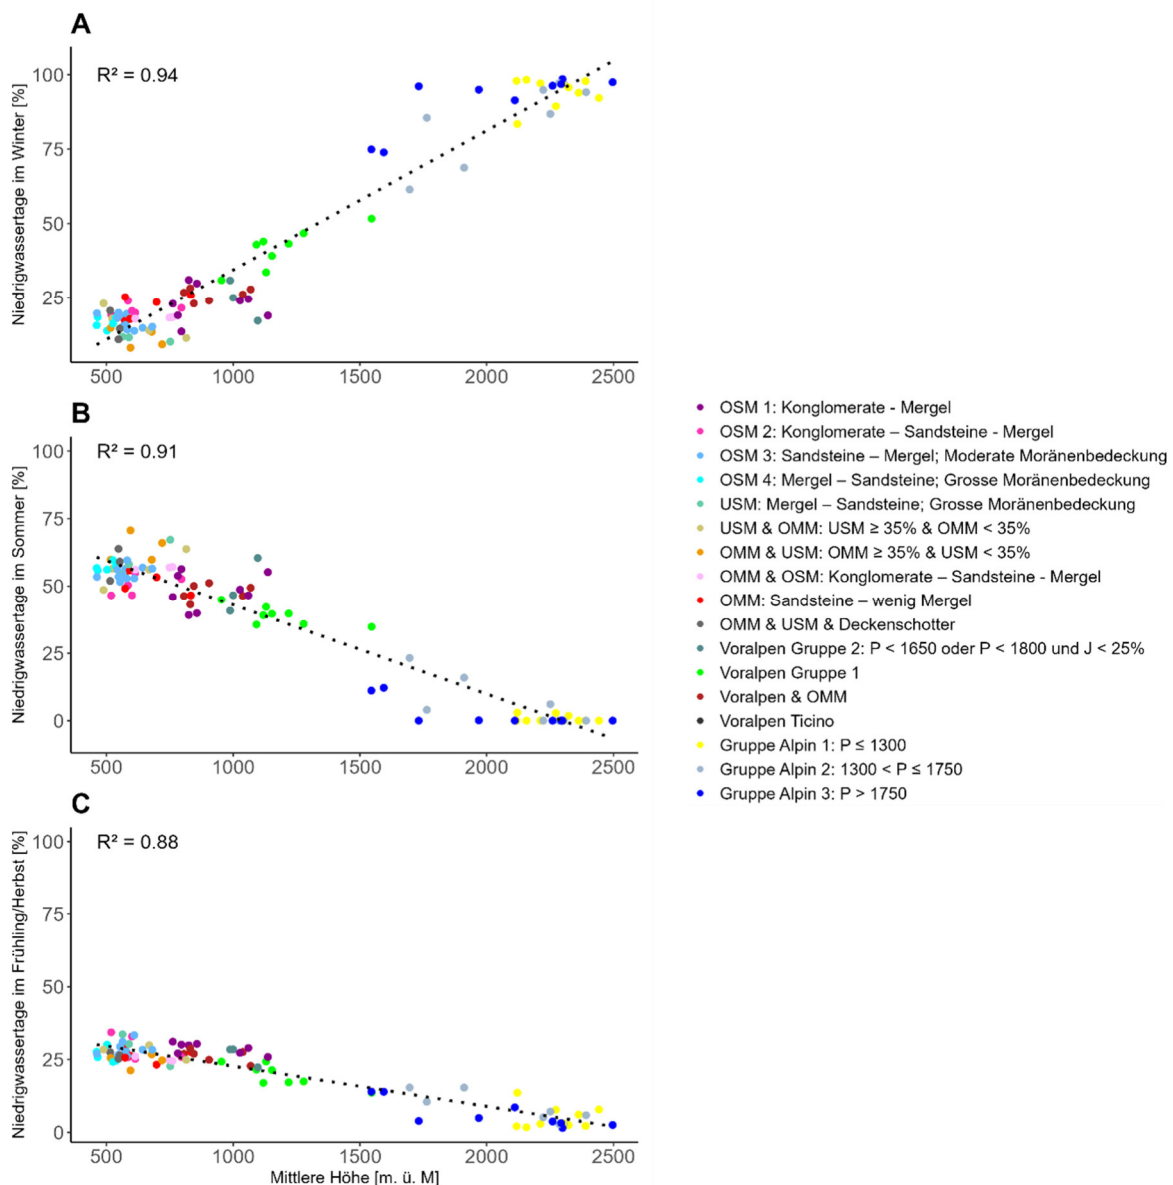 A
R² = 0.94
Niedrigwassertage im Winter [%]
100
75
50
25
500 1000 1500 2000 2500
B
R² = 0.91
Niedrigwassertage im Sommer [%]
100
75
50
25
0
500 1000 1500 2000 2500
OSM 1: Konglomerate - Mergel
OSM 2: Konglomerate – Sandsteine - Mergel
OSM 3: Sandsteine – Mergel; Moderate Moränenbedeckung
OSM 4: Mergel – Sandsteine; Grosse Moränenbedeckung
USM: Mergel – Sandsteine; Grosse Moränenbedeckung
USM & OMM: USM ≥ 35% & OMM < 35%
OMM & USM: OMM ≥ 35% & USM < 35%
OMM & OSM: Konglomerate – Sandsteine - Mergel
OMM: Sandsteine – wenig Mergel
OMM & USM & Deckenschotter
Voralpen Gruppe 2: P < 1650 oder P < 1800 und J < 25%
Voralpen Gruppe 1
Voralpen & OMM
Voralpen Ticino
Gruppe Alpin 1: P ≤ 1300
Gruppe Alpin 2: 1300 < P ≤ 1750
Gruppe Alpin 3: P > 1750
C
R² = 0.88
Niedrigwassertage im Frühling/Herbst [%]
100
75
50
25
0
500 1000 1500 2000 2500
Mittlere Höhe [m. ü. M]